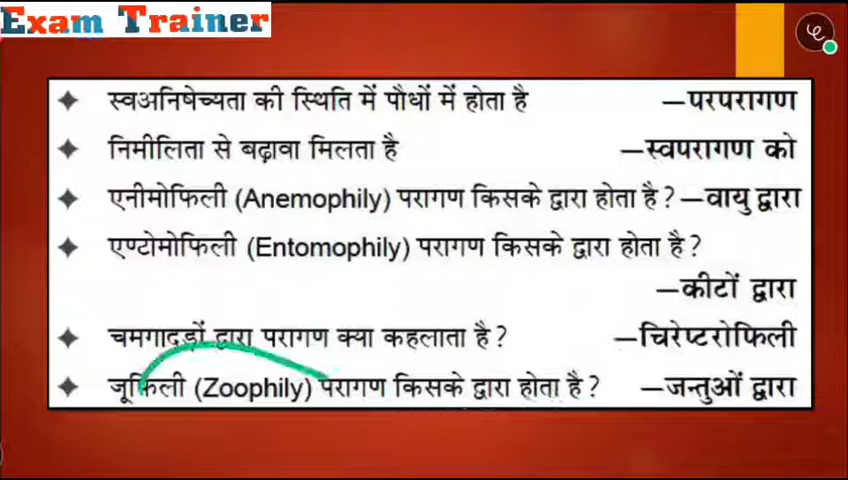 Exam Trainer
✦ स्वअनिषेच्यता की स्थिति में पौधों में होता है —परपरागण
✦ निमीलिता से बढ़ावा मिलता है —स्वपरागण को
✦ एनीमोफिली (Anemophily) परागण किसके द्वारा होता है? —वायु द्वारा
✦ एण्टोमोफिली (Entomophily) परागण किसके द्वारा होता है?
—कीटों द्वारा
✦ चमगादड़ों द्वारा परागण क्या कहलाता है? —चिरेप्टरोफिली
✦ जूफिली (Zoophily) परागण किसके द्वारा होता है? —जन्तुओं द्वारा